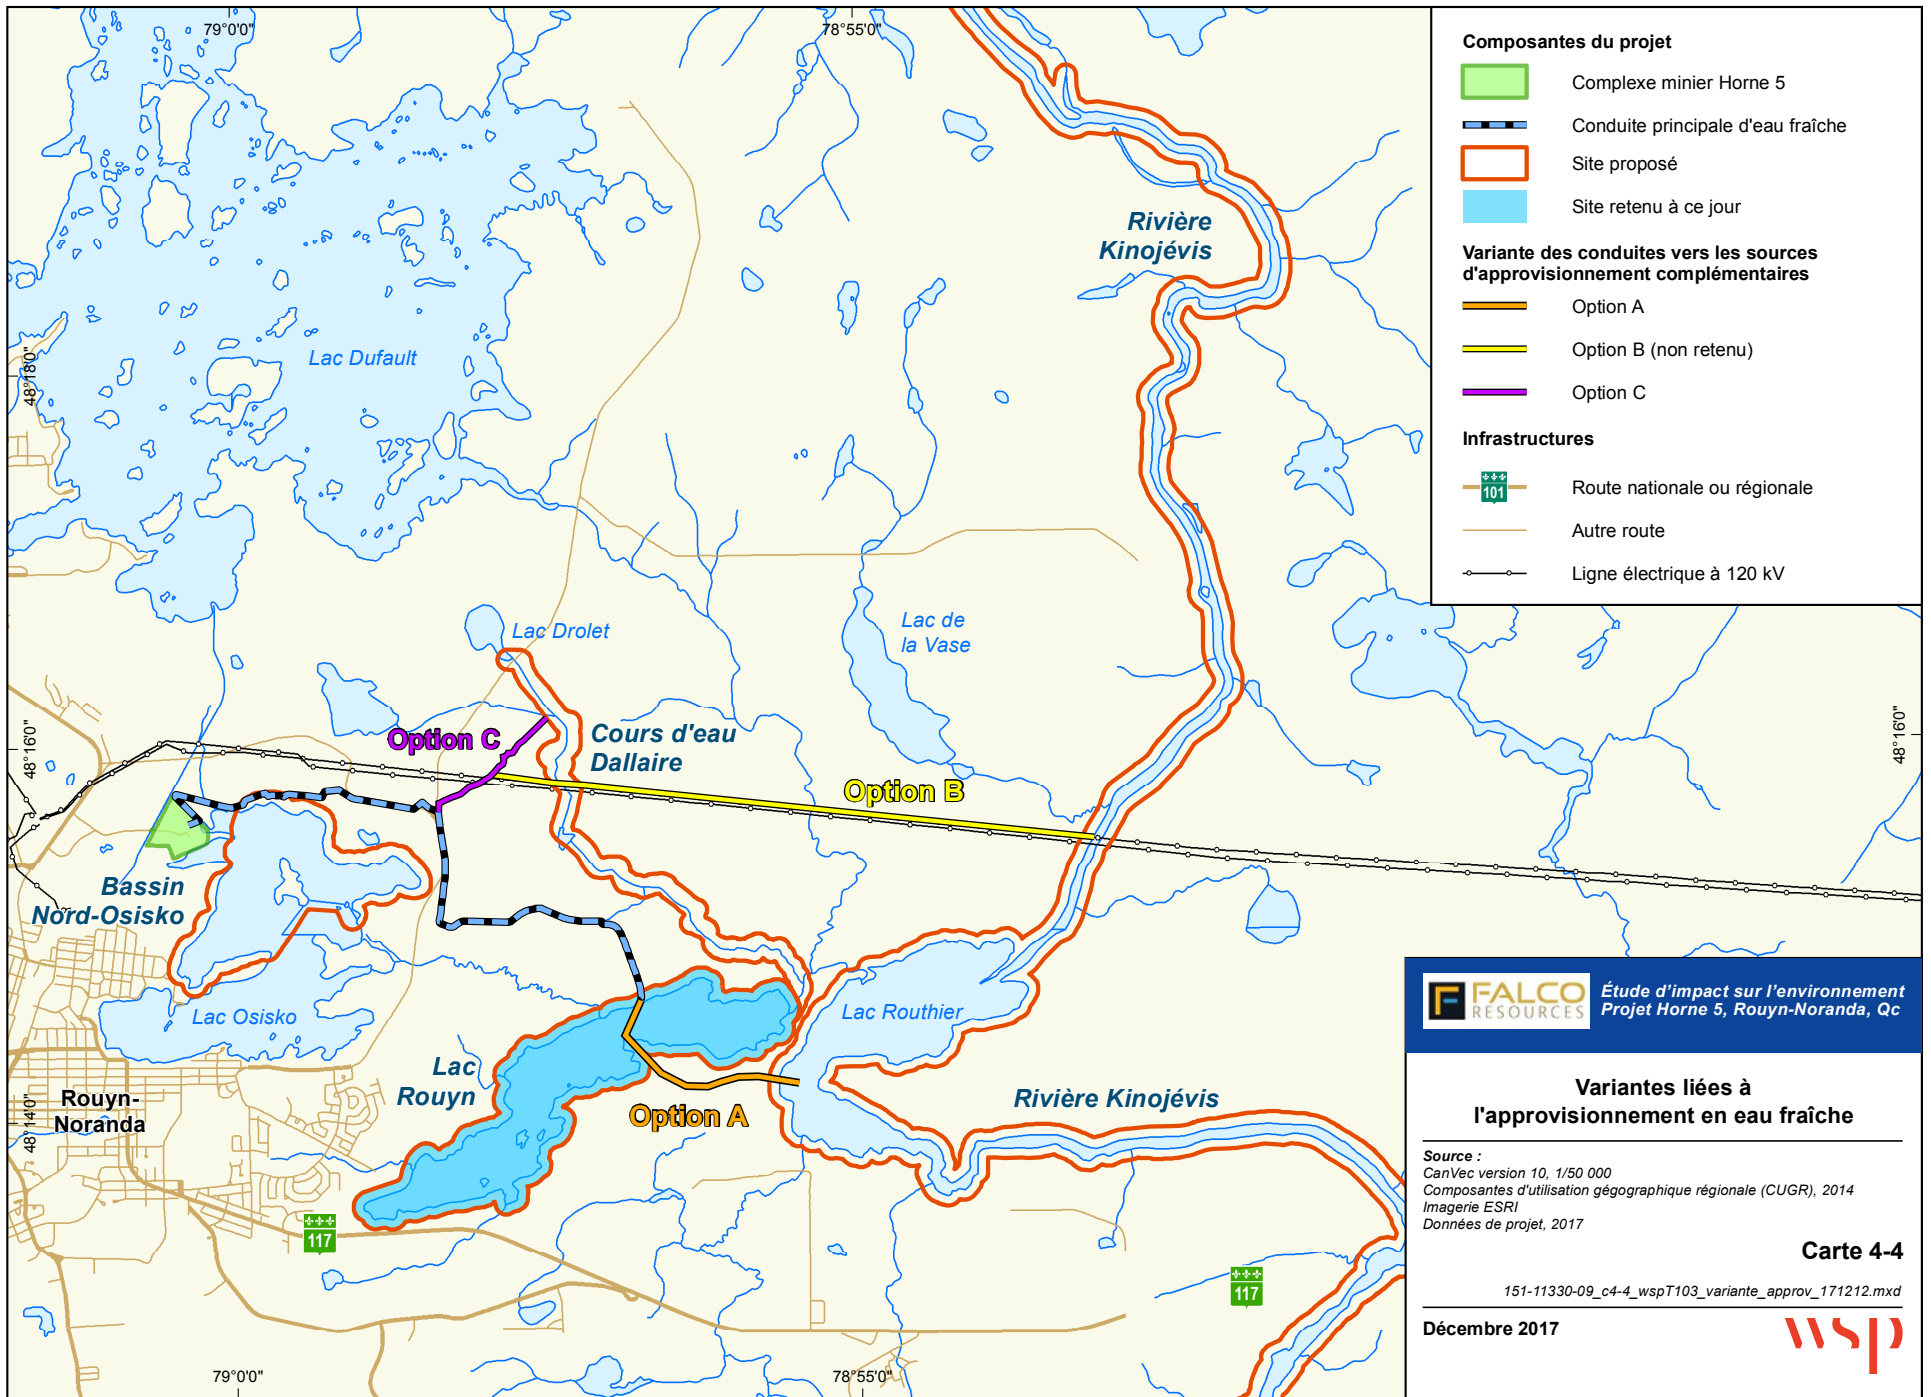 79°0'0"
78°55'0"
Composantes du projet
Complexe minier Horne 5
Conduite principale d'eau fraîche
Site proposé
Site retenu à ce jour
Variante des conduites vers les sources
d'approvisionnement complémentaires
Option A
Option B (non retenu)
Option C
Infrastructures
101
Route nationale ou régionale
Autre route
Ligne électrique à 120 kV
Rivière
Kinojévis
Lac Dufault
48°18'0"
Lac Drolet
Lac de
la Vase
48°16'0"
48°16'0"
Option C
Cours d'eau
Dallaire
Option B
Bassin
Nord-Osisko
Lac Osisko
Lac Routhier
Lac
Rouyn
Option A
Rivière Kinojévis
Rouyn-
Noranda
48°14'0"
117
117
79°0'0"
78°55'0"
FALCO
RESOURCES
Étude d'impact sur l'environnement
Projet Horne 5, Rouyn-Noranda, Qc
Variantes liées à
l'approvisionnement en eau fraîche
Source :
CanVec version 10, 1/50 000
Composantes d'utilisation gégographique régionale (CUGR), 2014
Imagerie ESRI
Données de projet, 2017
Carte 4-4
151-11330-09_c4-4_wspT103_variante_approv_171212.mxd
Décembre 2017
wsp